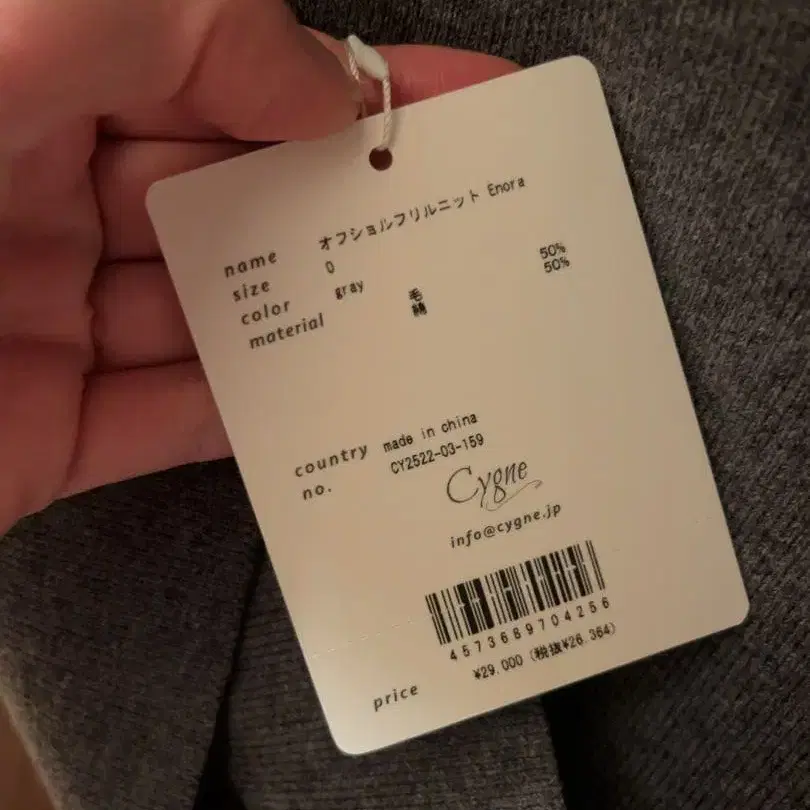 name オフショルフリルニット Enora
size 0
color gray
material 毛 50%
綿 50%
country made in china
no. CY2522-03-159
Cygne
info@cygne.jp
4573689704256
price ¥29,000 (税抜¥26,364)